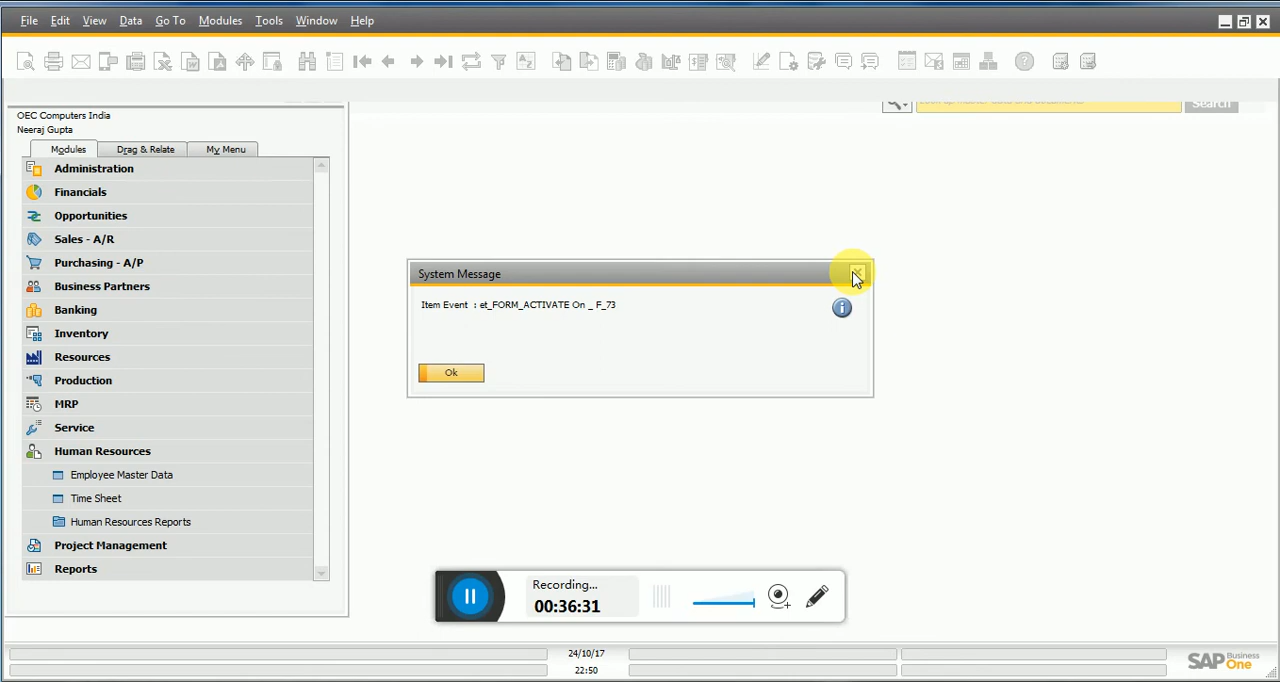 File Edit View Data Go To Modules Tools Window Help
OEC Computers India
Neeraj Gupta
Search
Modules Drag & Relate My Menu
Administration
Financials
Opportunities
Sales - A/R
Purchasing - A/P
Business Partners
Banking
Inventory
Resources
Production
MRP
Service
Human Resources
Employee Master Data
Time Sheet
Human Resources Reports
Project Management
Reports
System Message
Item Event : et_FORM_ACTIVATE On _ F_73
Ok
Recording...
00:36:31
24/10/17
22:50
SAP Business One